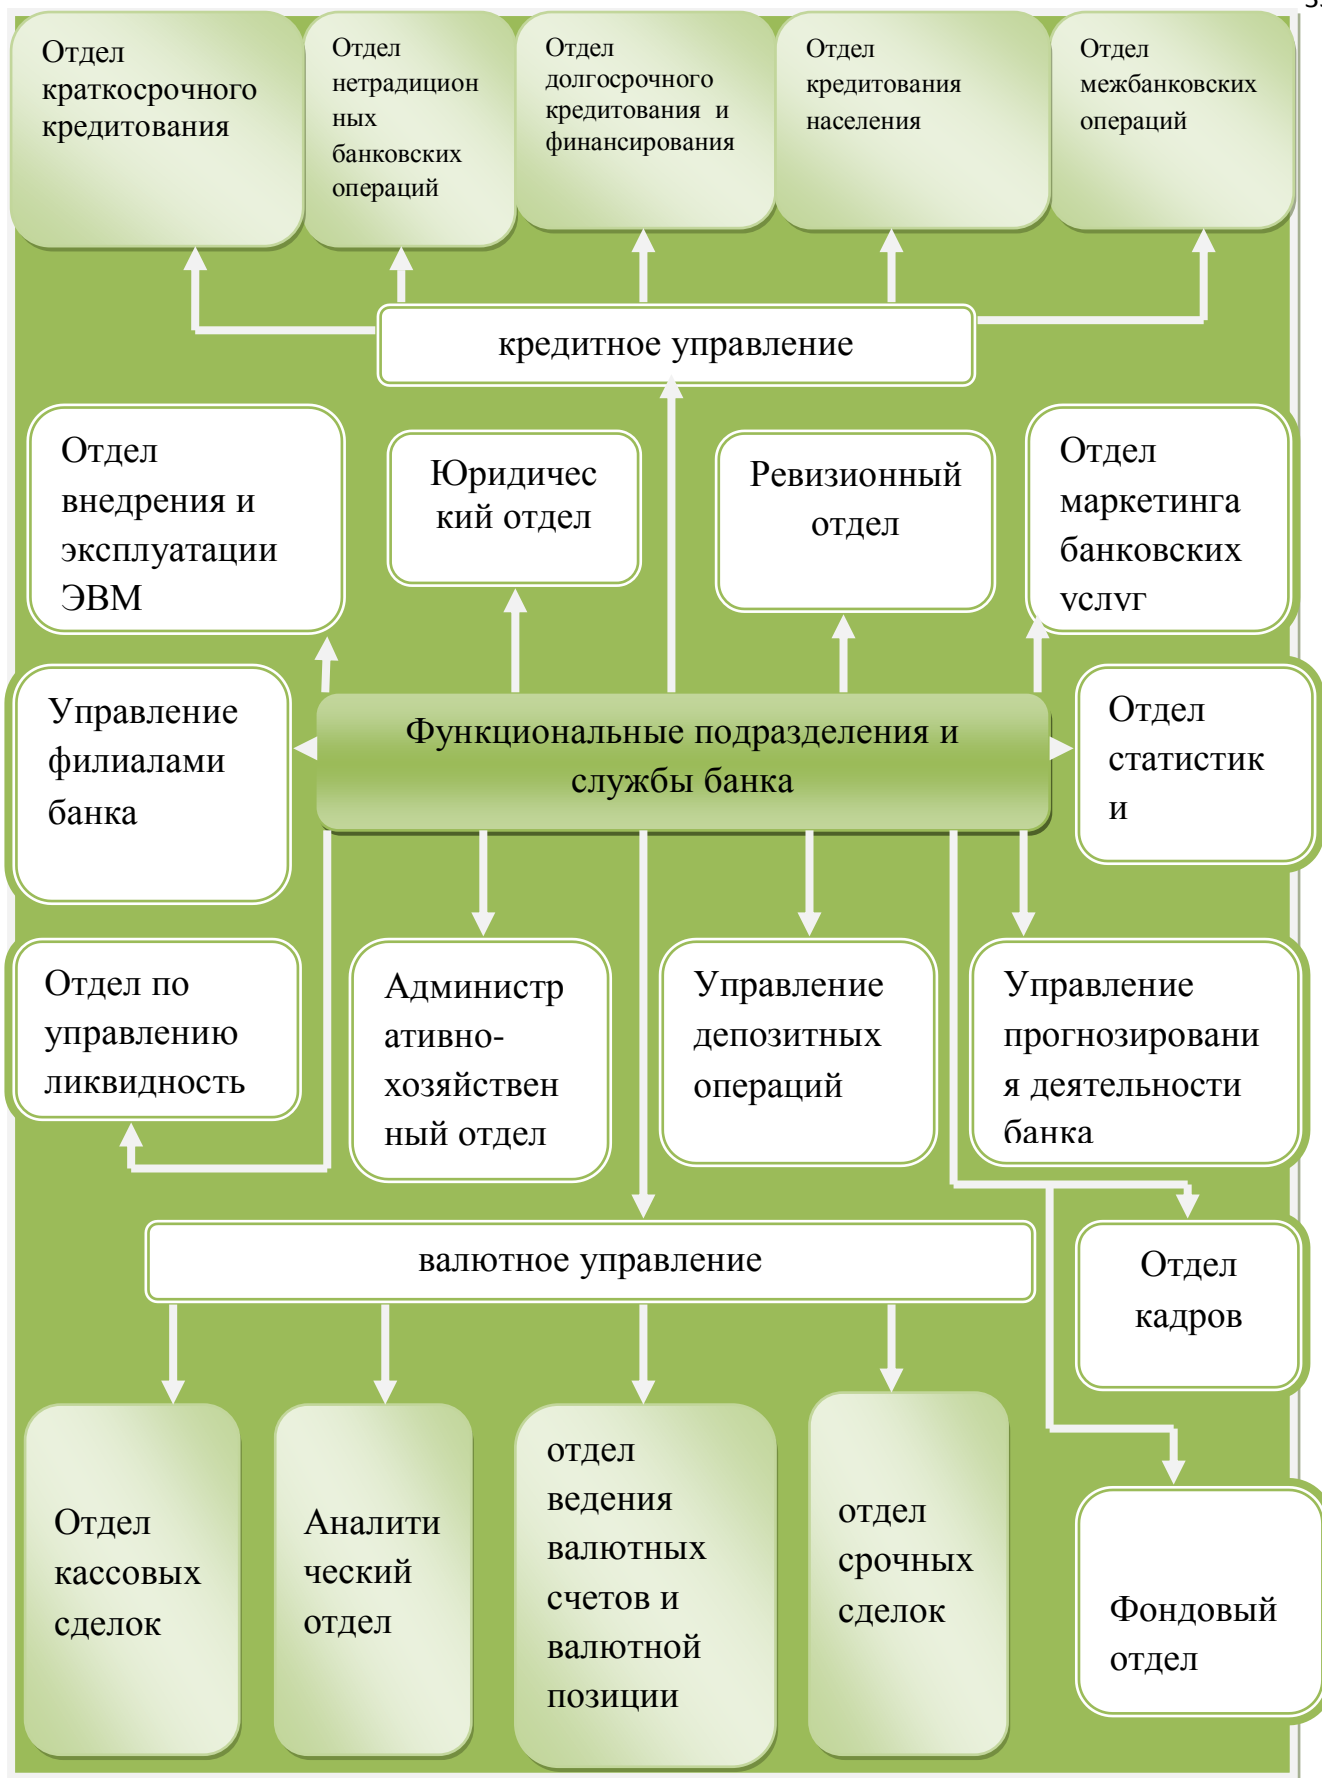 Отдел
краткосрочного
кредитования
Отдел
нетрадицион
ных
банковских
операций
Отдел
долгосрочного
кредитования и
финансирования
Отдел
кредитования
населения
Отдел
межбанковских
операций
кредитное управление
Отдел
внедрения и
эксплуатации
ЭВМ
Юридичес
кий отдел
Ревизионный
отдел
Отдел
маркетинга
банковских
услуг
Управление
филиалами
банка
Функциональные подразделения и
службы банка
Отдел
статистик
и
Отдел по
управлению
ликвидность
Администр
ативно-
хозяйствен
ный отдел
Управление
депозитных
операций
Управление
прогнозировани
я деятельности
банка
валютное управление
Отдел
кадров
Отдел
кассовых
сделок
Аналити
ческий
отдел
отдел
ведения
валютных
счетов и
валютной
позиции
отдел
срочных
сделок
Фондовый
отдел